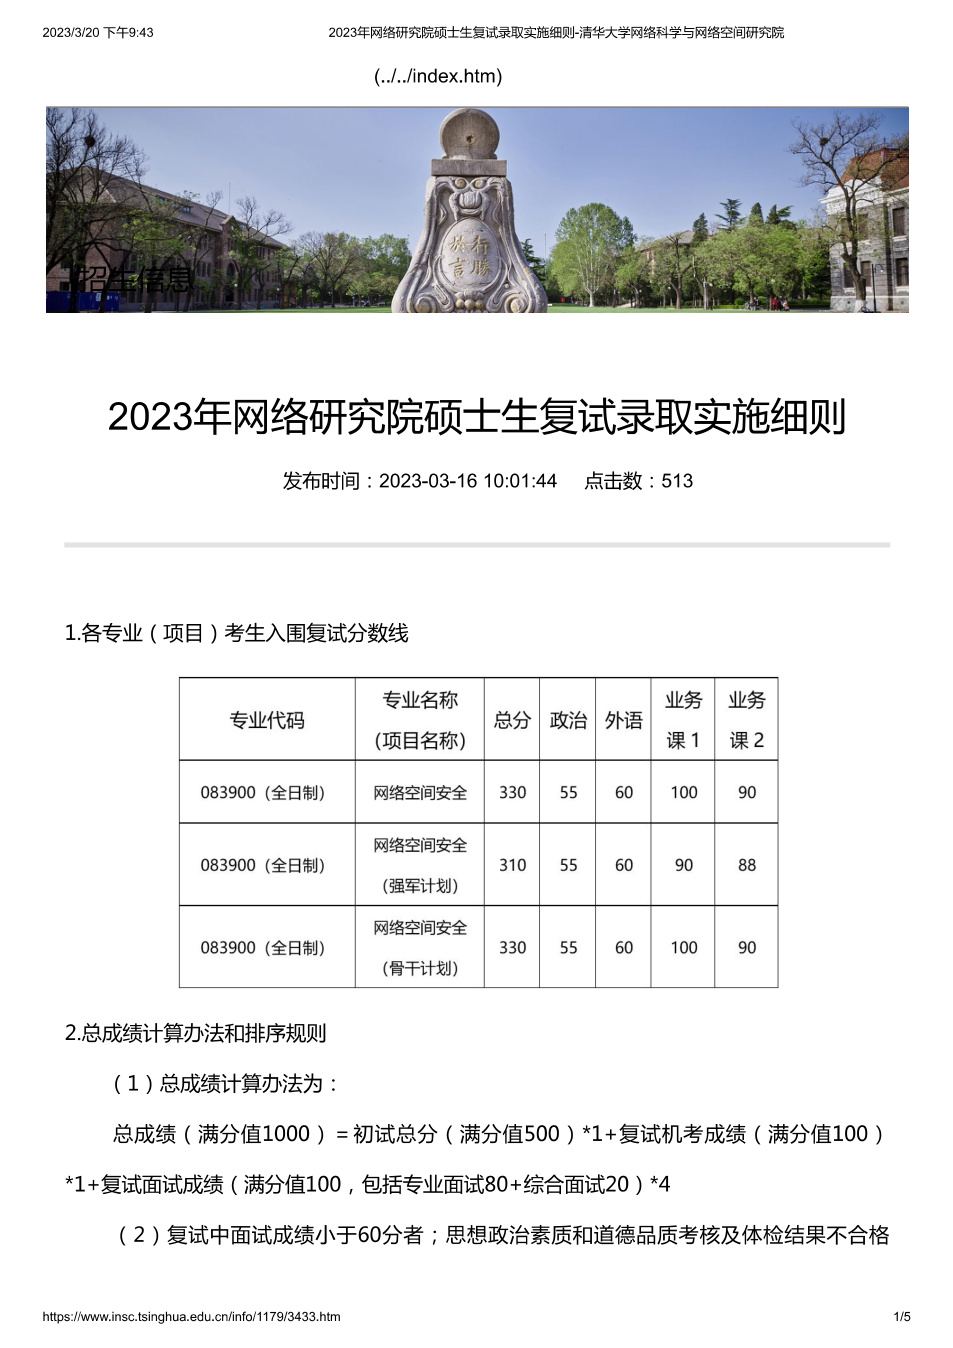 2023/3/20 下午9:43 2023年网络研究院硕士生复试录取实施细则-清华大学网络科学与网络空间研究院
(../../index.htm)
行勝於言
招生信息
2023年网络研究院硕士生复试录取实施细则
发布时间：2023-03-16 10:01:44 点击数：513
1.各专业（项目）考生入围复试分数线
专业代码 专业名称（项目名称） 总分 政治 外语 业务课 1 业务课 2
083900（全日制） 网络空间安全 330 55 60 100 90
083900（全日制） 网络空间安全（强军计划） 310 55 60 90 88
083900（全日制） 网络空间安全（骨干计划） 330 55 60 100 90
2.总成绩计算办法和排序规则
（1）总成绩计算办法为：
总成绩（满分值1000）＝初试总分（满分值500）*1+复试机考成绩（满分值100）
*1+复试面试成绩（满分值100，包括专业面试80+综合面试20）*4
（2）复试中面试成绩小于60分者；思想政治素质和道德品质考核及体检结果不合格
https://www.insc.tsinghua.edu.cn/info/1179/3433.htm 1/5